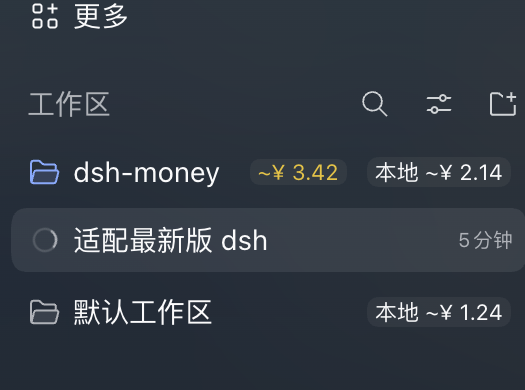 更多
工作区
dsh-money ~¥ 3.42 本地 ~¥ 2.14
适配最新版 dsh 5分钟
默认工作区 本地 ~¥ 1.24